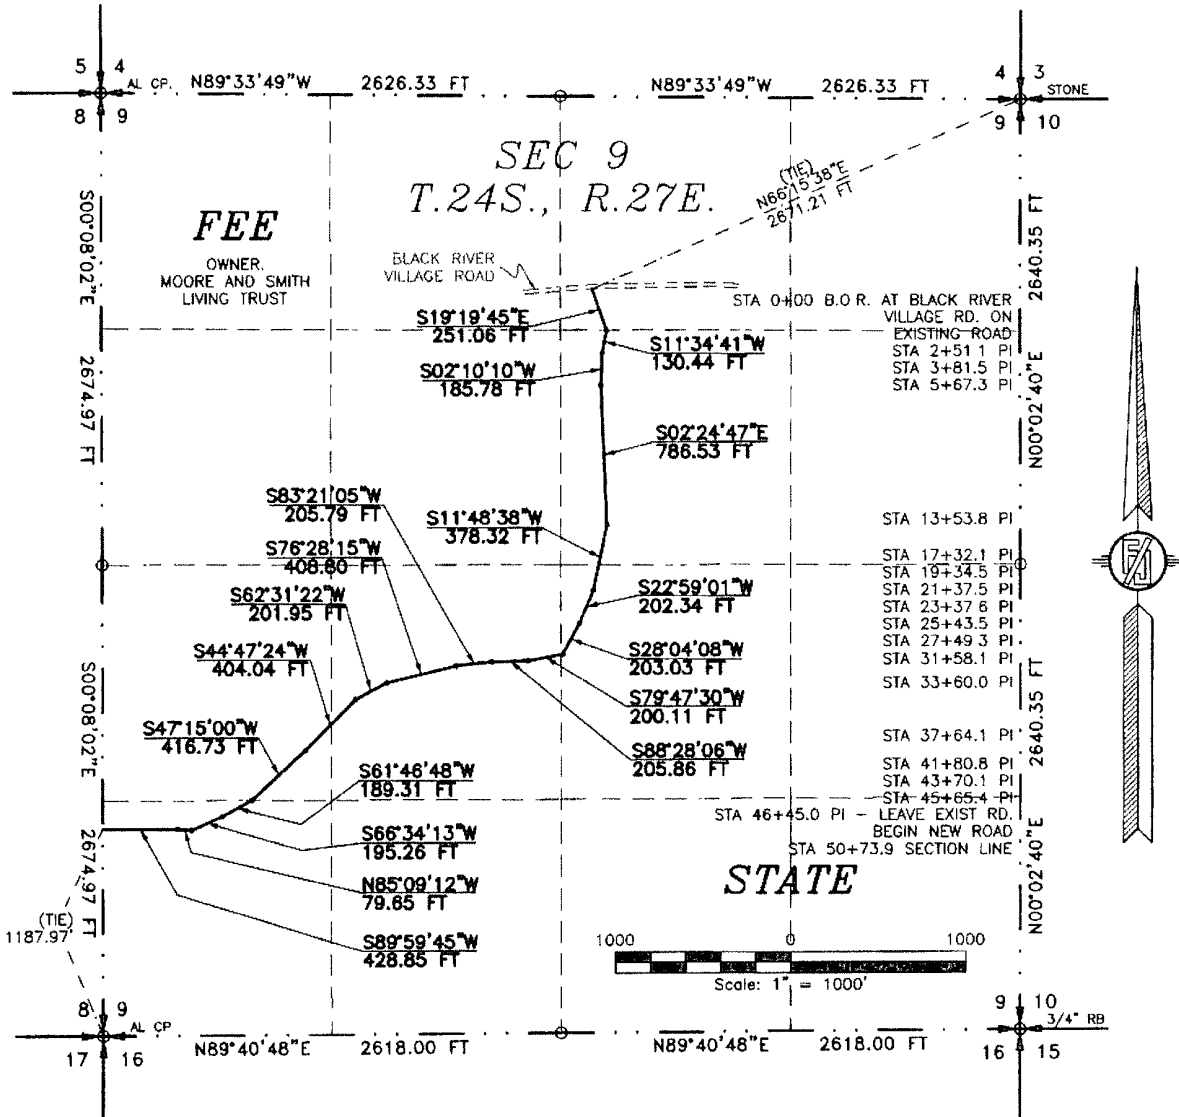 5 4
AL CP.
N89°33'49"W 2626.33 FT
N89°33'49"W 2626.33 FT
4 3
STONE
8 9
9 10
SEC 9
T.24S., R.27E.
(TIE)
N66°15'38"E
2671.21 FT
S00°08'02"E
2640.35 FT
FEE
OWNER.
MOORE AND SMITH
LIVING TRUST
BLACK RIVER
VILLAGE ROAD
STA 0+00 B.O R. AT BLACK RIVER
VILLAGE RD. ON
EXISTING ROAD
STA 2+51 1 PI
STA 3+81.5 PI
STA 5+67.3 PI
S19°19'45"E
251.06 FT
S11°34'41"W
130.44 FT
S02°10'10"W
185.78 FT
2674.97 FT
N00°02'40"E
S02°24'47"E
786.53 FT
S83°21'05"W
205.79 FT
S11°48'38"W
378.32 FT
STA 13+53.8 PI
S76°28'15"W
408.80 FT
STA 17+32.1 PI
STA 19+34.5 PI
STA 21+37.5 PI
STA 23+37 6 PI
STA 25+43.5 PI
STA 27+49.3 PI
STA 31+58.1 PI
STA 33+60.0 PI
S62°31'22"W
201.95 FT
S22°59'01"W
202.34 FT
S44°47'24"W
404.04 FT
S28°04'08"W
203.03 FT
S79°47'30"W
200.11 FT
S00°08'02"E
2640.35 FT
S47°15'00"W
416.73 FT
S88°28'06"W
205.86 FT
STA 37+64.1 PI
STA 41+80.8 PI
STA 43+70.1 PI
STA 45+65.4 PI
STA 46+45.0 PI – LEAVE EXIST RD.
BEGIN NEW ROAD
STA 50+73.9 SECTION LINE
S61°46'48"W
189.31 FT
S66°34'13"W
195.26 FT
2674.97 FT
N00°02'40"E
STATE
N85°09'12"W
79.65 FT
(TIE)
1187.97'
S89°59'45"W
428.85 FT
1000 0 1000
Scale: 1" = 1000'
8 9
AL CP
9 10
3/4" RB
17 16
N89°40'48"E 2618.00 FT
N89°40'48"E 2618.00 FT
16 15